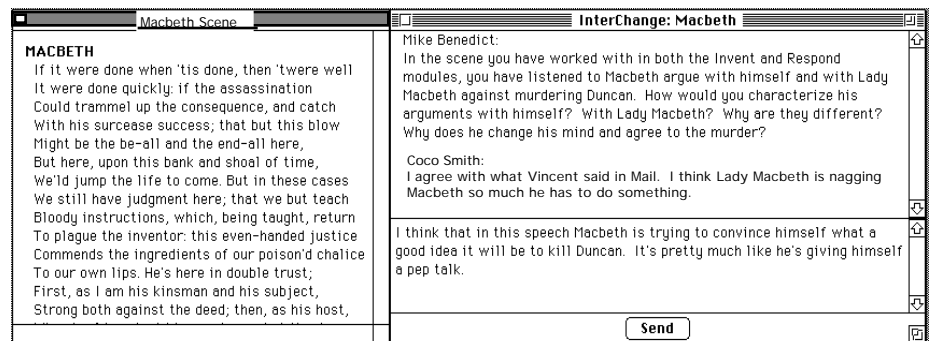 Macbeth Scene
MACBETH
If it were done when 'tis done, then 'twere well
It were done quickly: if the assassination
Could trammel up the consequence, and catch
With his surcease success; that but this blow
Might be the be-all and the end-all here,
But here, upon this bank and shoal of time,
We'ld jump the life to come. But in these cases
We still have judgment here; that we but teach
Bloody instructions, which, being taught, return
To plague the inventor: this even-handed justice
Commends the ingredients of our poison'd chalice
To our own lips. He's here in double trust;
First, as I am his kinsman and his subject,
Strong both against the deed; then, as his host,
InterChange: Macbeth
Mike Benedict:
In the scene you have worked with in both the Invent and Respond
modules, you have listened to Macbeth argue with himself and with Lady
Macbeth against murdering Duncan. How would you characterize his
arguments with himself? With Lady Macbeth? Why are they different?
Why does he change his mind and agree to the murder?
Coco Smith:
I agree with what Vincent said in Mail. I think Lady Macbeth is nagging
Macbeth so much he has to do something.
I think that in this speech Macbeth is trying to convince himself what a
good idea it will be to kill Duncan. It's pretty much like he's giving himself
a pep talk.
Send